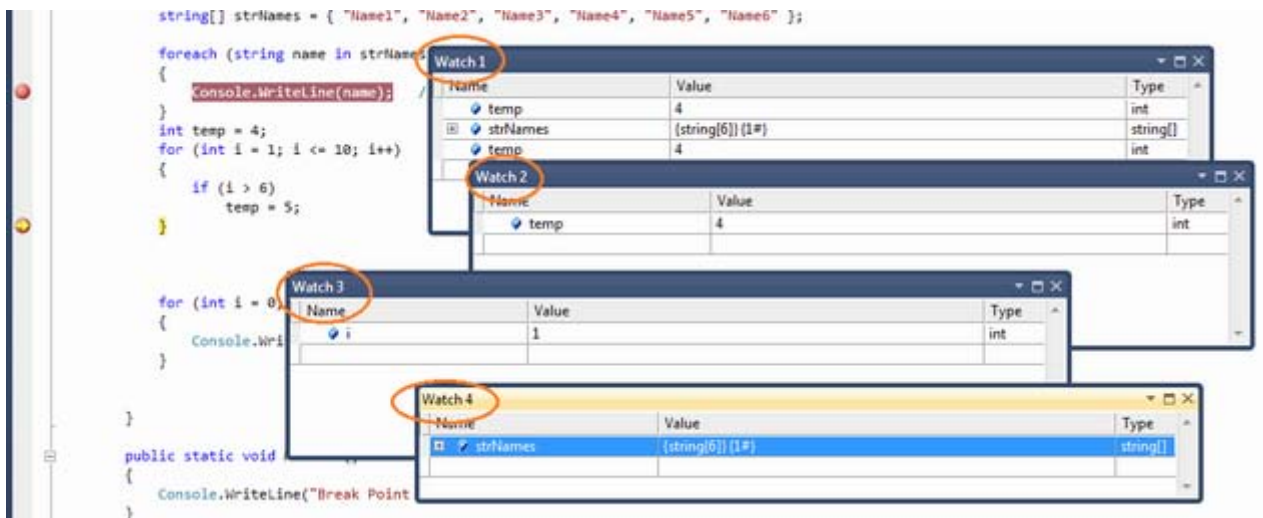 string[] strNames = { "Name1", "Name2", "Name3", "Name4", "Name5", "Name6" };
foreach (string name in strNames
{
Console.WriteLine(name); /
}
int temp = 4;
for (int i = 1; i <= 10; i++)
{
if (i > 6)
temp = 5;
}
for (int i = 0
{
Console.Wri
}
}
public static void
{
Console.WriteLine("Break Point
}
Watch 1
Name Value Type
temp 4 int
strNames {string[6]} {1#} string[]
temp 4 int
Watch 2
Name Value Type
temp 4 int
Watch 3
Name Value Type
i 1 int
Watch 4
Name Value Type
strNames {string[6]} {1#} string[]